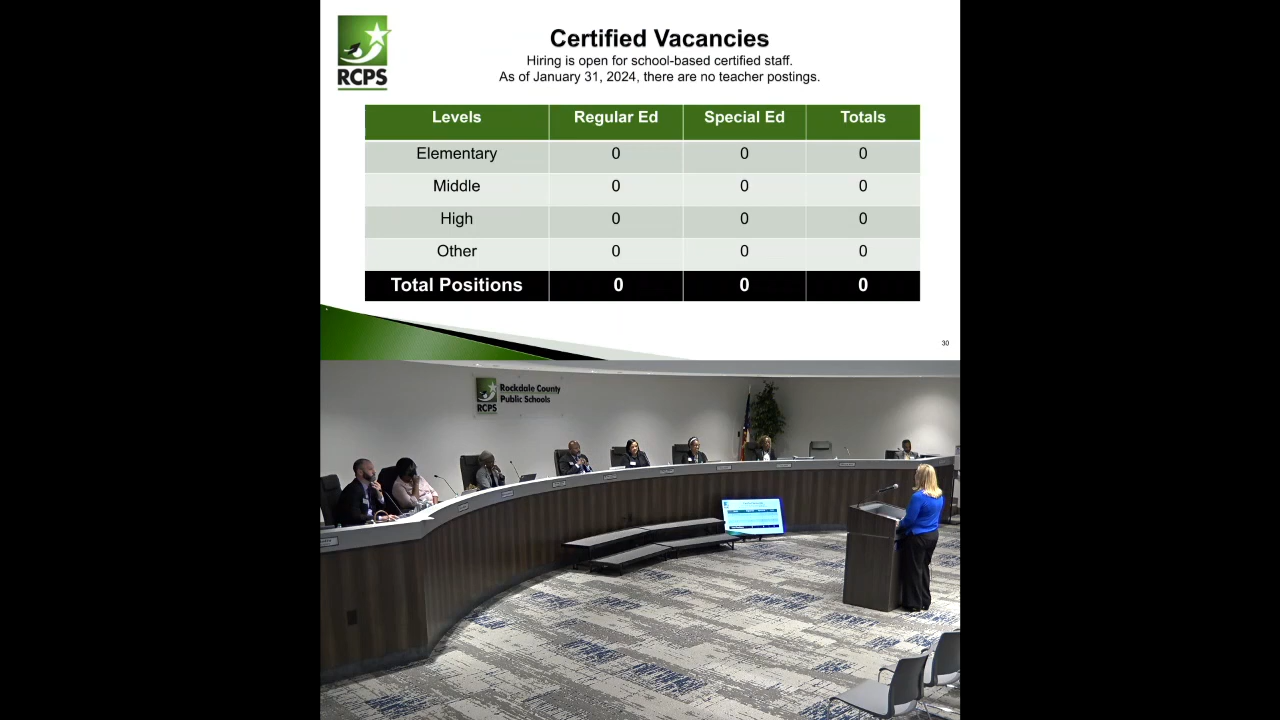 RCPS
Certified Vacancies
Hiring is open for school-based certified staff.
As of January 31, 2024, there are no teacher postings.
Levels Regular Ed Special Ed Totals
Elementary 0 0 0
Middle 0 0 0
High 0 0 0
Other 0 0 0
Total Positions 0 0 0
30
RCPS
Rockdale County
Public Schools